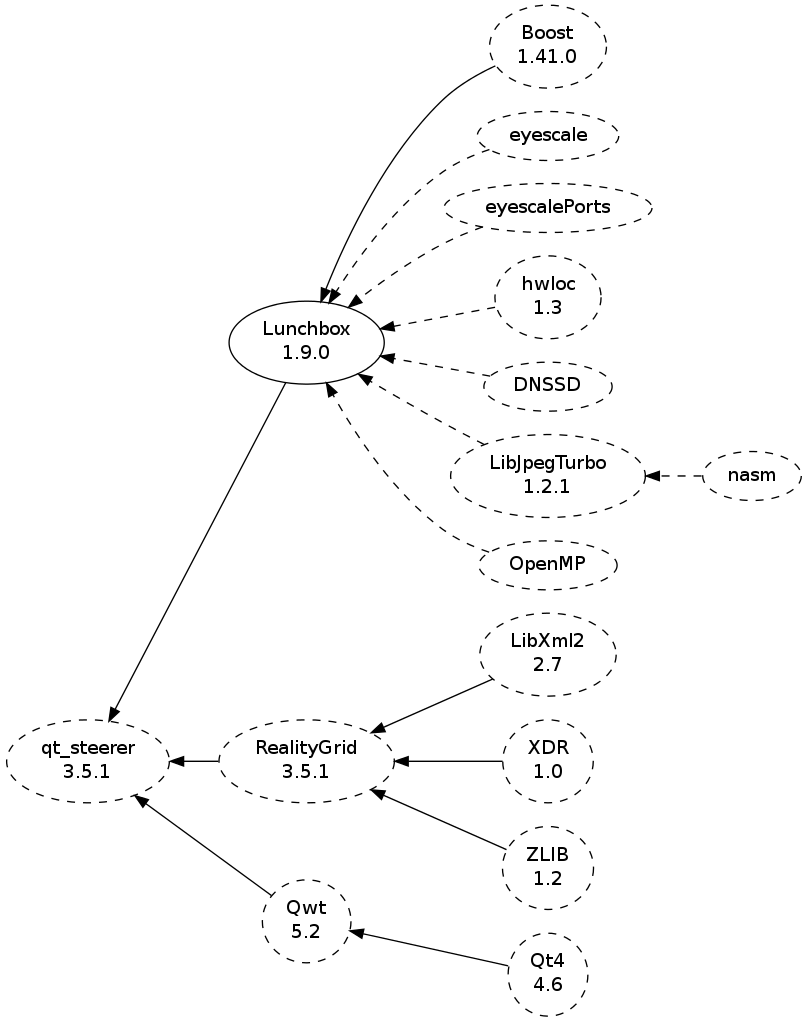 Boost
1.41.0
eyescale
eyescalePorts
hwloc
1.3
Lunchbox
1.9.0
DNSSD
LibJpegTurbo
1.2.1
nasm
OpenMP
LibXml2
2.7
qt_steerer
3.5.1
RealityGrid
3.5.1
XDR
1.0
ZLIB
1.2
Qwt
5.2
Qt4
4.6